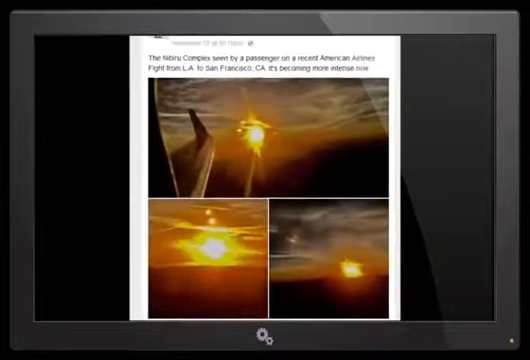 The Nibiru Complex seen by a passenger on a recent American Airlines
Fight from L.A. to San Francisco, CA. It's becoming more intense now.